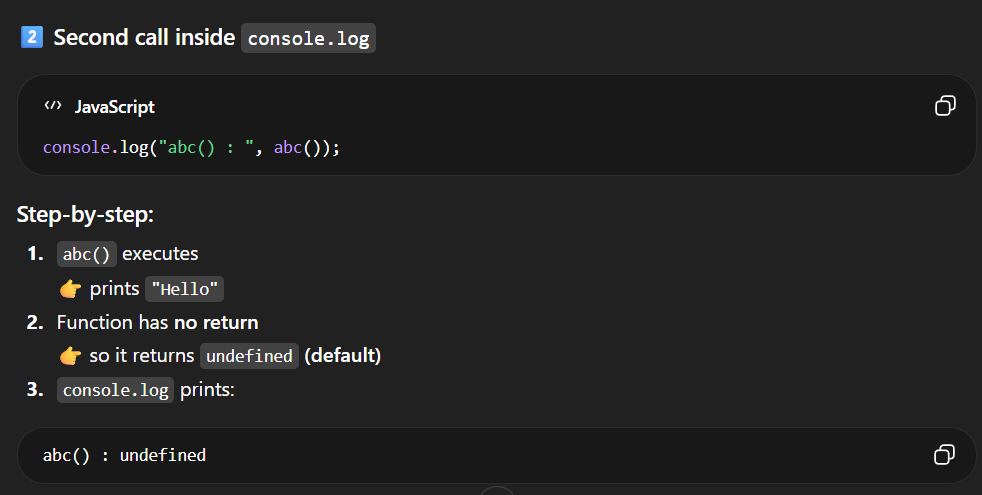 2️⃣ Second call inside console.log
</> JavaScript
console.log("abc() : ", abc());
Step-by-step:
1. abc() executes
👉 prints "Hello"
2. Function has no return
👉 so it returns undefined (default)
3. console.log prints:
abc() : undefined